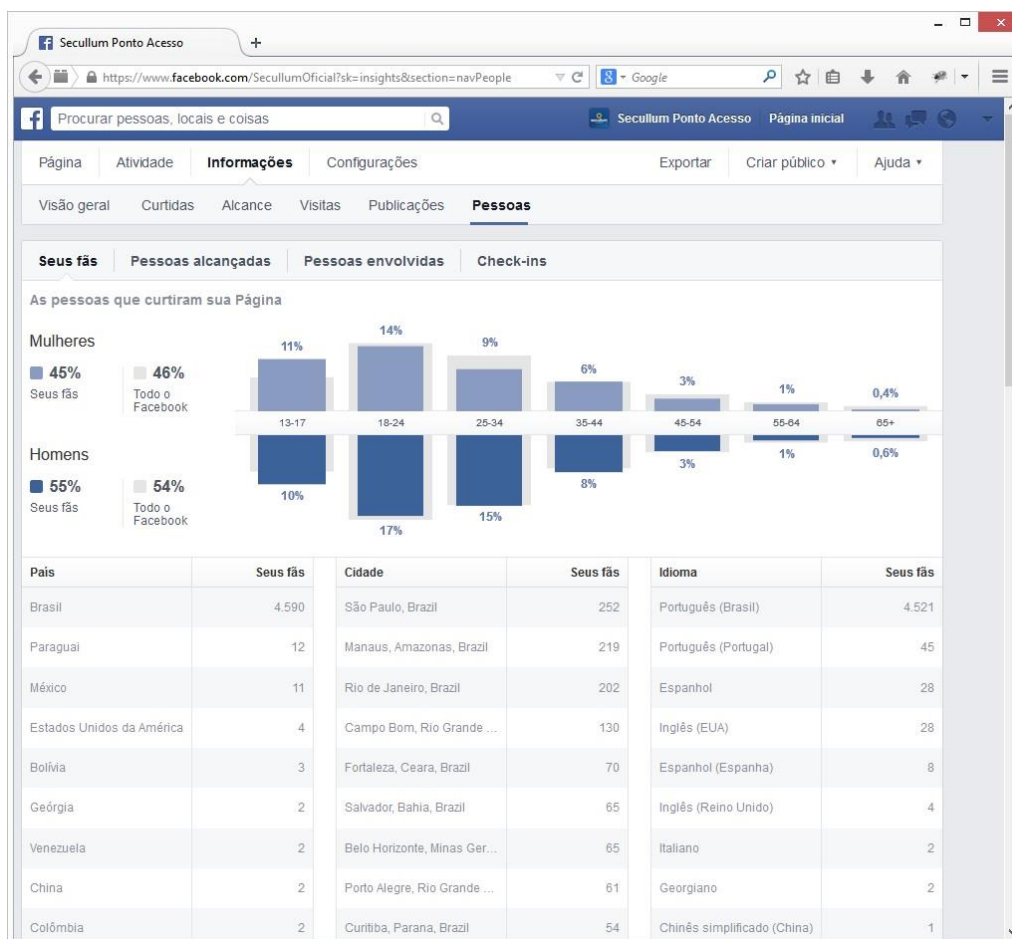 Secullum Ponto Acesso
https://www.facebook.com/SecullumOficial?sk=insights&section=navPeople
Google
Procurar pessoas, locais e coisas
Secullum Ponto Acesso Página inicial
Página Atividade Informações Configurações Exportar Criar público Ajuda
Visão geral Curtidas Alcance Visitas Publicações Pessoas
Seus fãs Pessoas alcançadas Pessoas envolvidas Check-ins
As pessoas que curtiram sua Página
Mulheres
45% Seus fãs
46% Todo o Facebook
11% 14% 9% 6% 3% 1% 0,4%
13-17 18-24 25-34 35-44 45-54 55-64 65+
Homens
55% Seus fãs
54% Todo o Facebook
10% 17% 15% 8% 3% 1% 0,6%
País Seus fãs Cidade Seus fãs Idioma Seus fãs
Brasil 4.590 São Paulo, Brazil 252 Português (Brasil) 4.521
Paraguai 12 Manaus, Amazonas, Brazil 219 Português (Portugal) 45
México 11 Rio de Janeiro, Brazil 202 Espanhol 28
Estados Unidos da América 4 Campo Bom, Rio Grande ... 130 Inglês (EUA) 28
Bolívia 3 Fortaleza, Ceara, Brazil 70 Espanhol (Espanha) 8
Geórgia 2 Salvador, Bahia, Brazil 65 Inglês (Reino Unido) 4
Venezuela 2 Belo Horizonte, Minas Ger... 65 Italiano 2
China 2 Porto Alegre, Rio Grande ... 61 Georgiano 2
Colômbia 2 Curitiba, Parana, Brazil 54 Chinês simplificado (China) 1